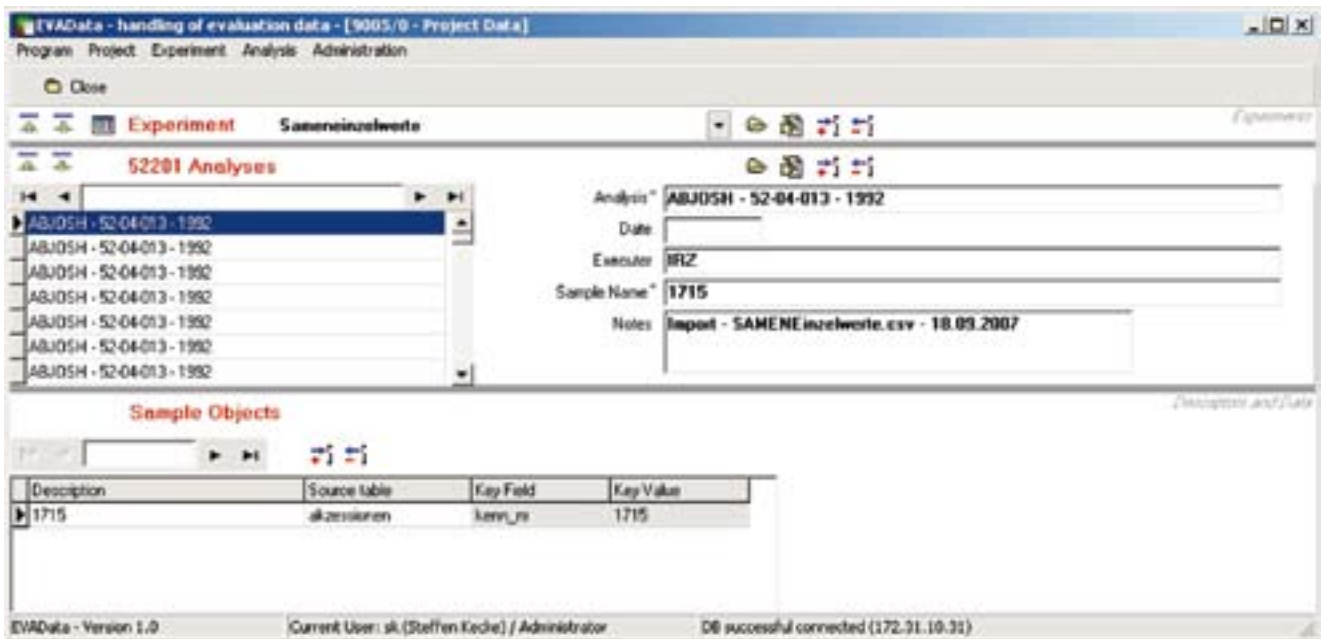 EVAData - handling of evaluation data - [9005/0 - Project Data]
Program Project Experiment Analysis Administration
Close
Experiment Sameneinzelwerte
Experiments
52201 Analyses
Analysis* ABJOSH - 52-04-013 - 1992
ABJOSH - 52-04-013 - 1992
Date
ABJOSH - 52-04-013 - 1992
Executer IRZ
ABJOSH - 52-04-013 - 1992
Sample Name* 1715
ABJOSH - 52-04-013 - 1992
Notes Import - SAMENEinzelwerte.csv - 18.09.2007
ABJOSH - 52-04-013 - 1992
ABJOSH - 52-04-013 - 1992
ABJOSH - 52-04-013 - 1992
Sample Objects
Descriptors and Data
Description Source table Key Field Key Value
1715 akzessionen kenn_nr 1715
EVAData - Version 1.0 Current User: sk (Steffen Kecke) / Administrator DB successful connected (172.31.10.31)